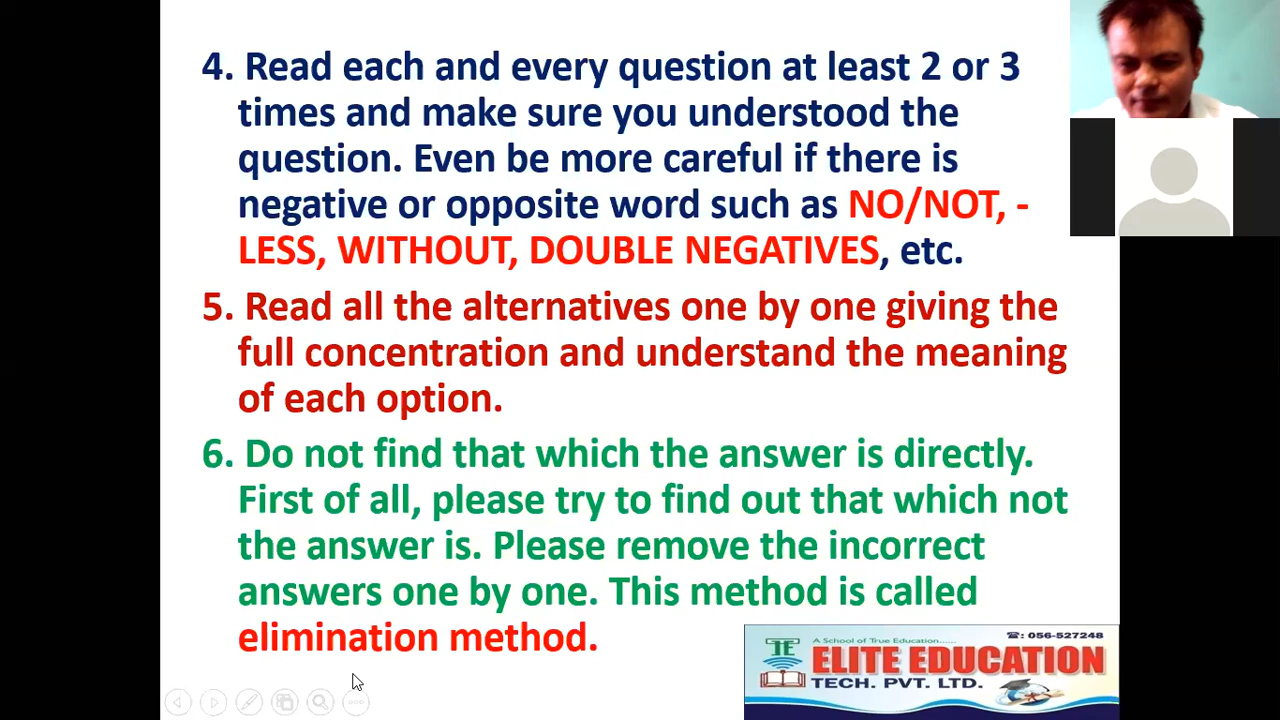 4. Read each and every question at least 2 or 3
times and make sure you understood the
question. Even be more careful if there is
negative or opposite word such as NO/NOT, -
LESS, WITHOUT, DOUBLE NEGATIVES, etc.
5. Read all the alternatives one by one giving the
full concentration and understand the meaning
of each option.
6. Do not find that which the answer is directly.
First of all, please try to find out that which not
the answer is. Please remove the incorrect
answers one by one. This method is called
elimination method.
A School of True Education......
☎: 056-527248
ELITE EDUCATION
TECH. PVT. LTD.